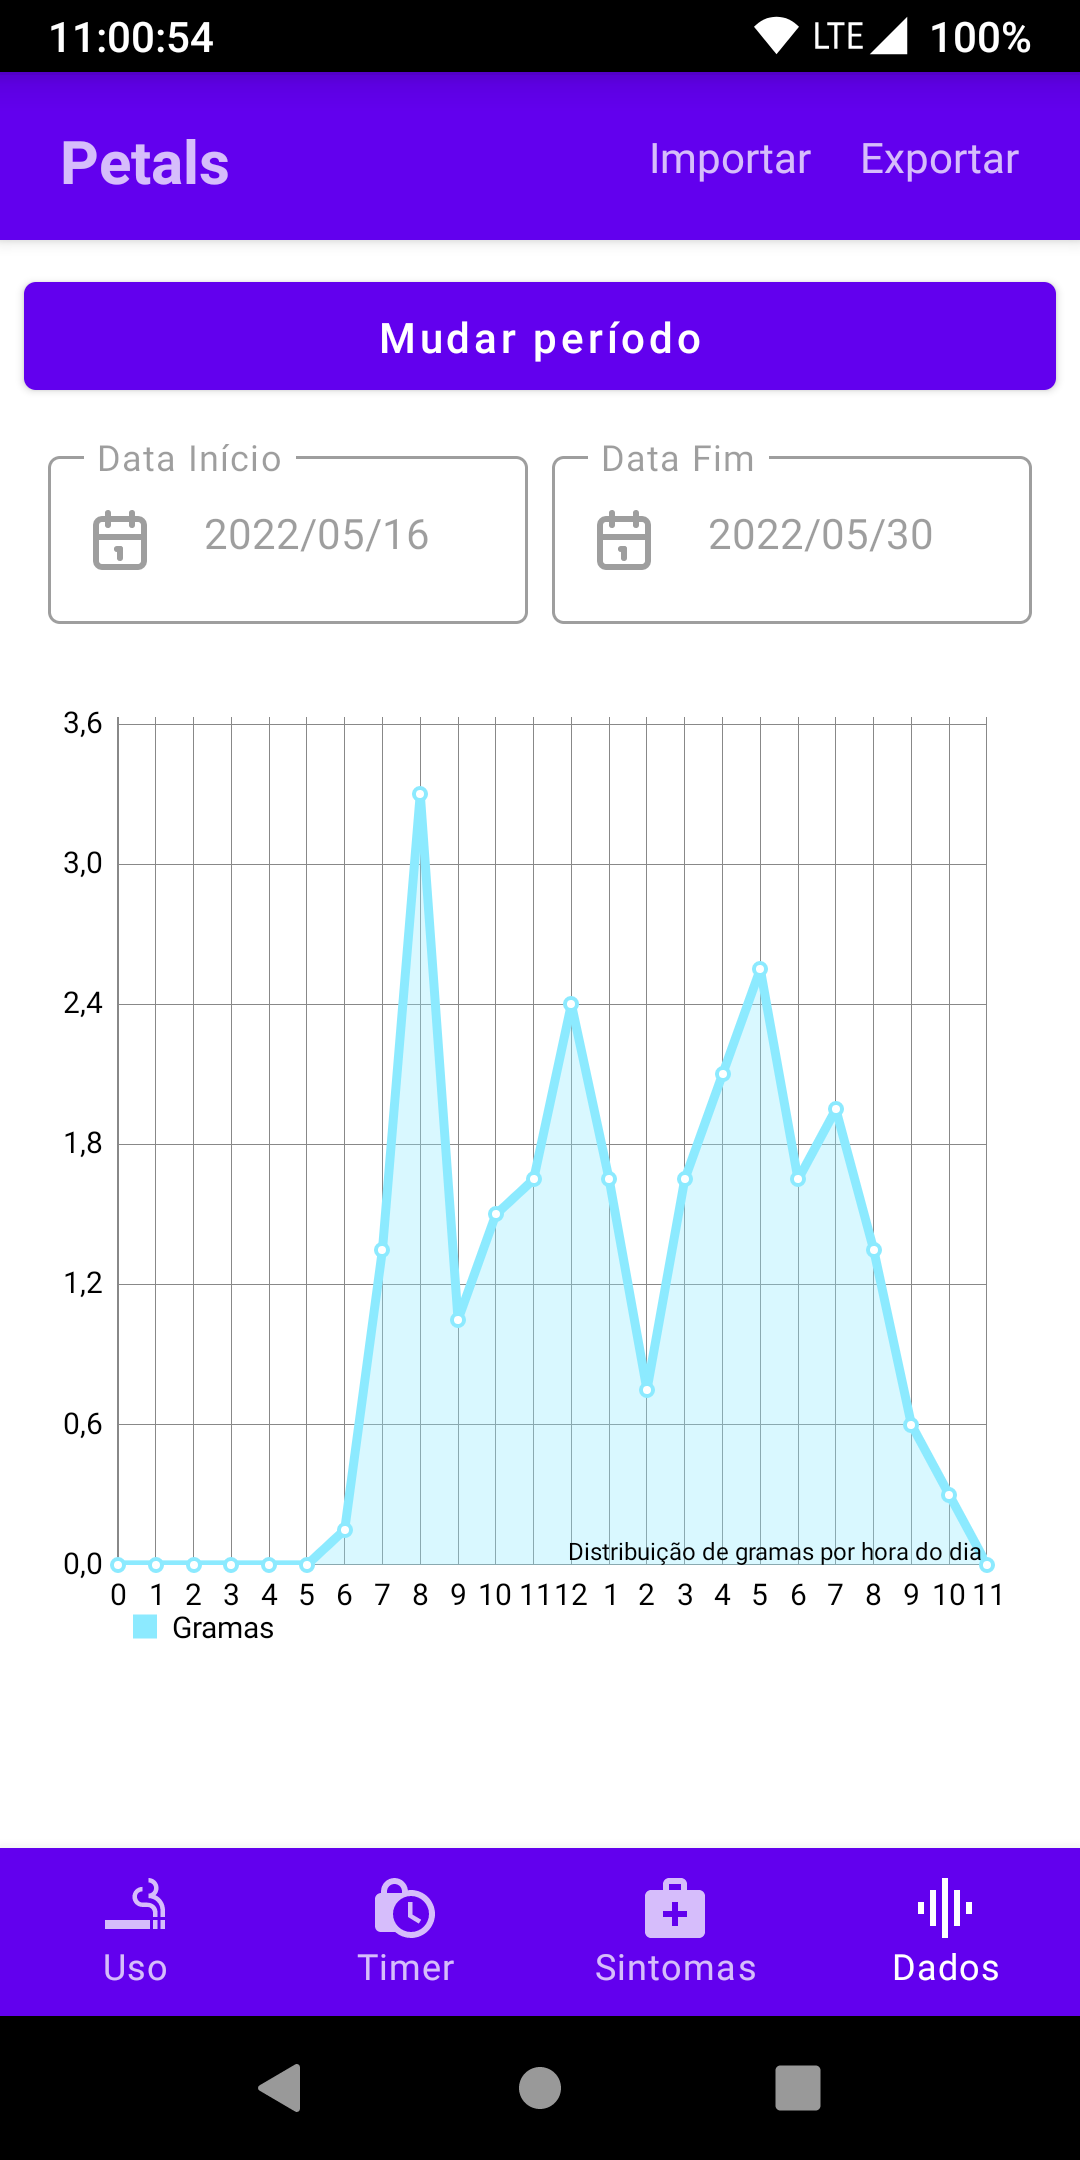 11:00:54 LTE 100%
Petals Importar Exportar
Mudar período
Data Início Data Fim
2022/05/16 2022/05/30
3,6
3,0
2,4
1,8
1,2
0,6
0,0
Distribuição de gramas por hora do dia
0 1 2 3 4 5 6 7 8 9 10 11 12 1 2 3 4 5 6 7 8 9 10 11
Gramas
Uso Timer Sintomas Dados